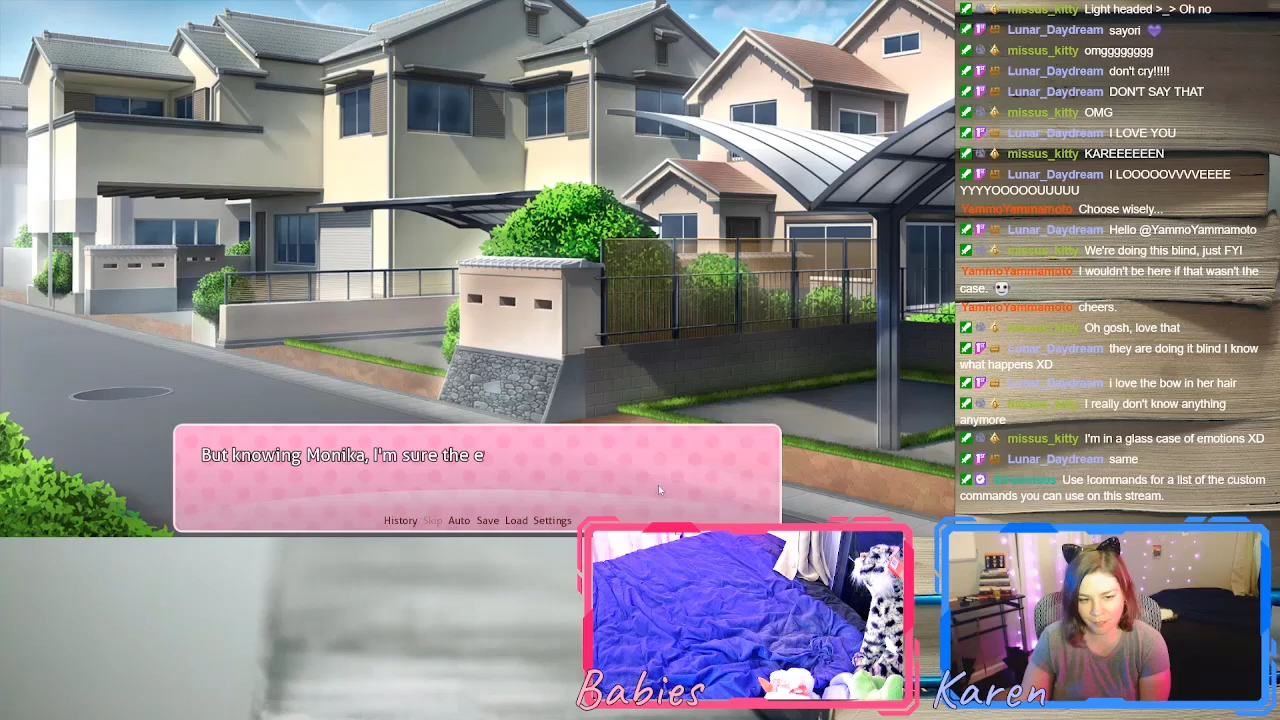 But knowing Monika, I'm sure the e
History Skip Auto Save Load Settings
missus_kitty Light headed >_> Oh no
Lunar_Daydream sayori 💜
missus_kitty omgggggggg
Lunar_Daydream don't cry!!!!!
Lunar_Daydream DON'T SAY THAT
missus_kitty OMG
Lunar_Daydream I LOVE YOU
missus_kitty KAREEEEEEN
Lunar_Daydream I LOOOOOVVVVEEEE
YYYYOOOOOUUUUU
YammoYammamoto Choose wisely...
Lunar_Daydream Hello @YammoYammamoto
missus_kitty We're doing this blind, just FYI
YammoYammamoto I wouldn't be here if that wasn't the
case.
YammoYammamoto cheers.
missus_kitty Oh gosh, love that
Lunar_Daydream they are doing it blind I know
what happens XD
Lunar_Daydream i love the bow in her hair
missus_kitty I really don't know anything
anymore
missus_kitty I'm in a glass case of emotions XD
Lunar_Daydream same
Use !commands for a list of the custom
commands you can use on this stream.
Babies
Karen